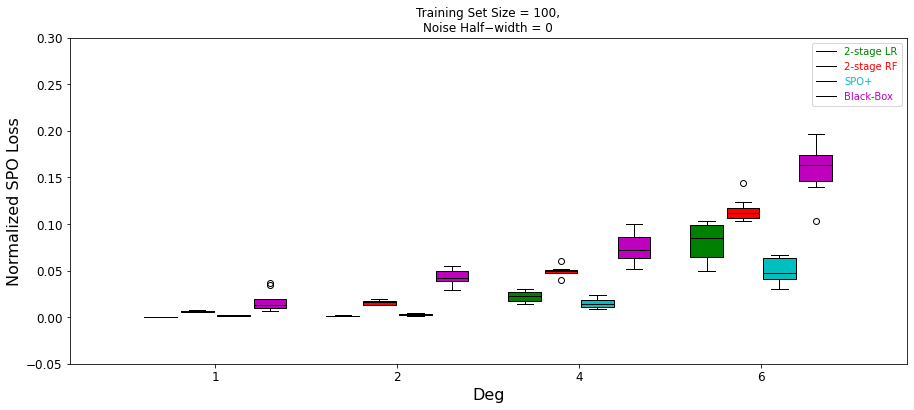 Training Set Size = 100,
Noise Half−width = 0
0.30
0.25
0.20
0.15
0.10
0.05
0.00
−0.05
Normalized SPO Loss
2-stage LR
2-stage RF
SPO+
Black-Box
1 2 4 6
Deg